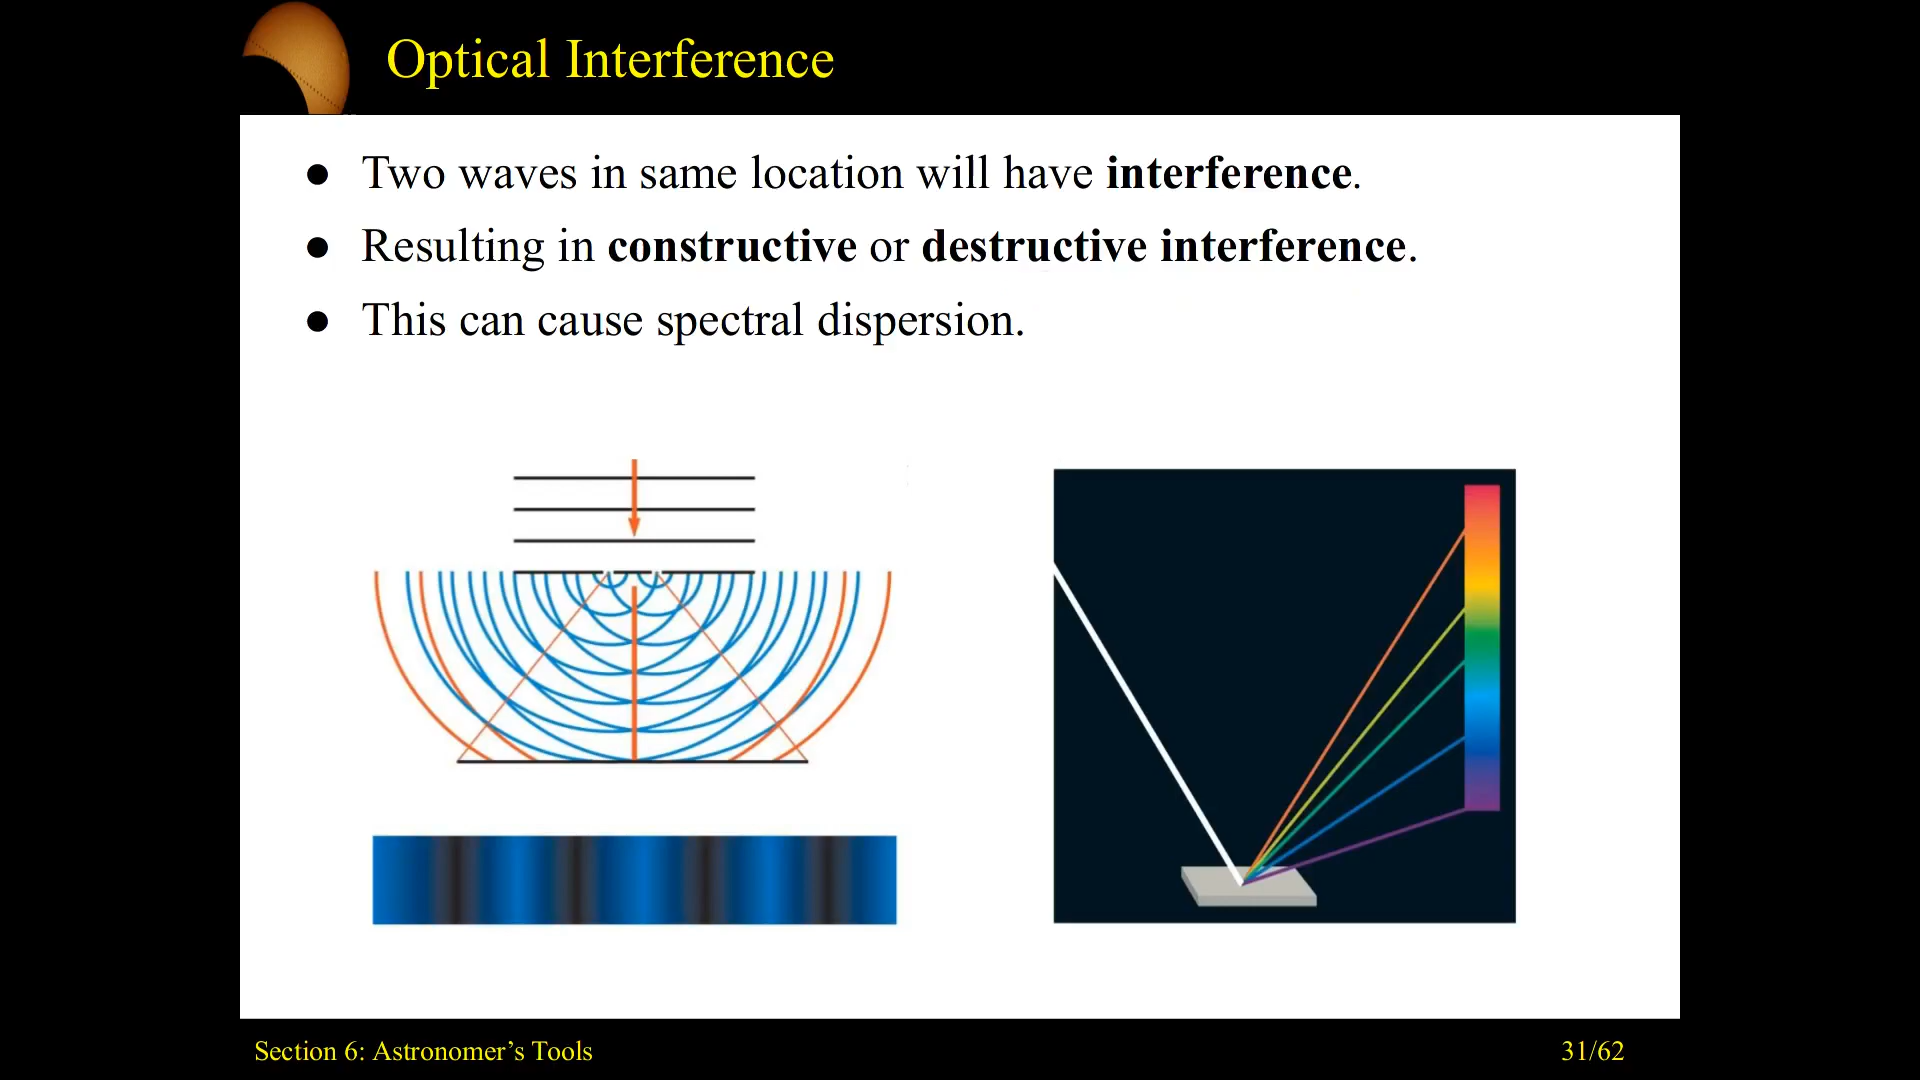 Optical Interference
● Two waves in same location will have interference.
● Resulting in constructive or destructive interference.
● This can cause spectral dispersion.
Section 6: Astronomer’s Tools
31/62